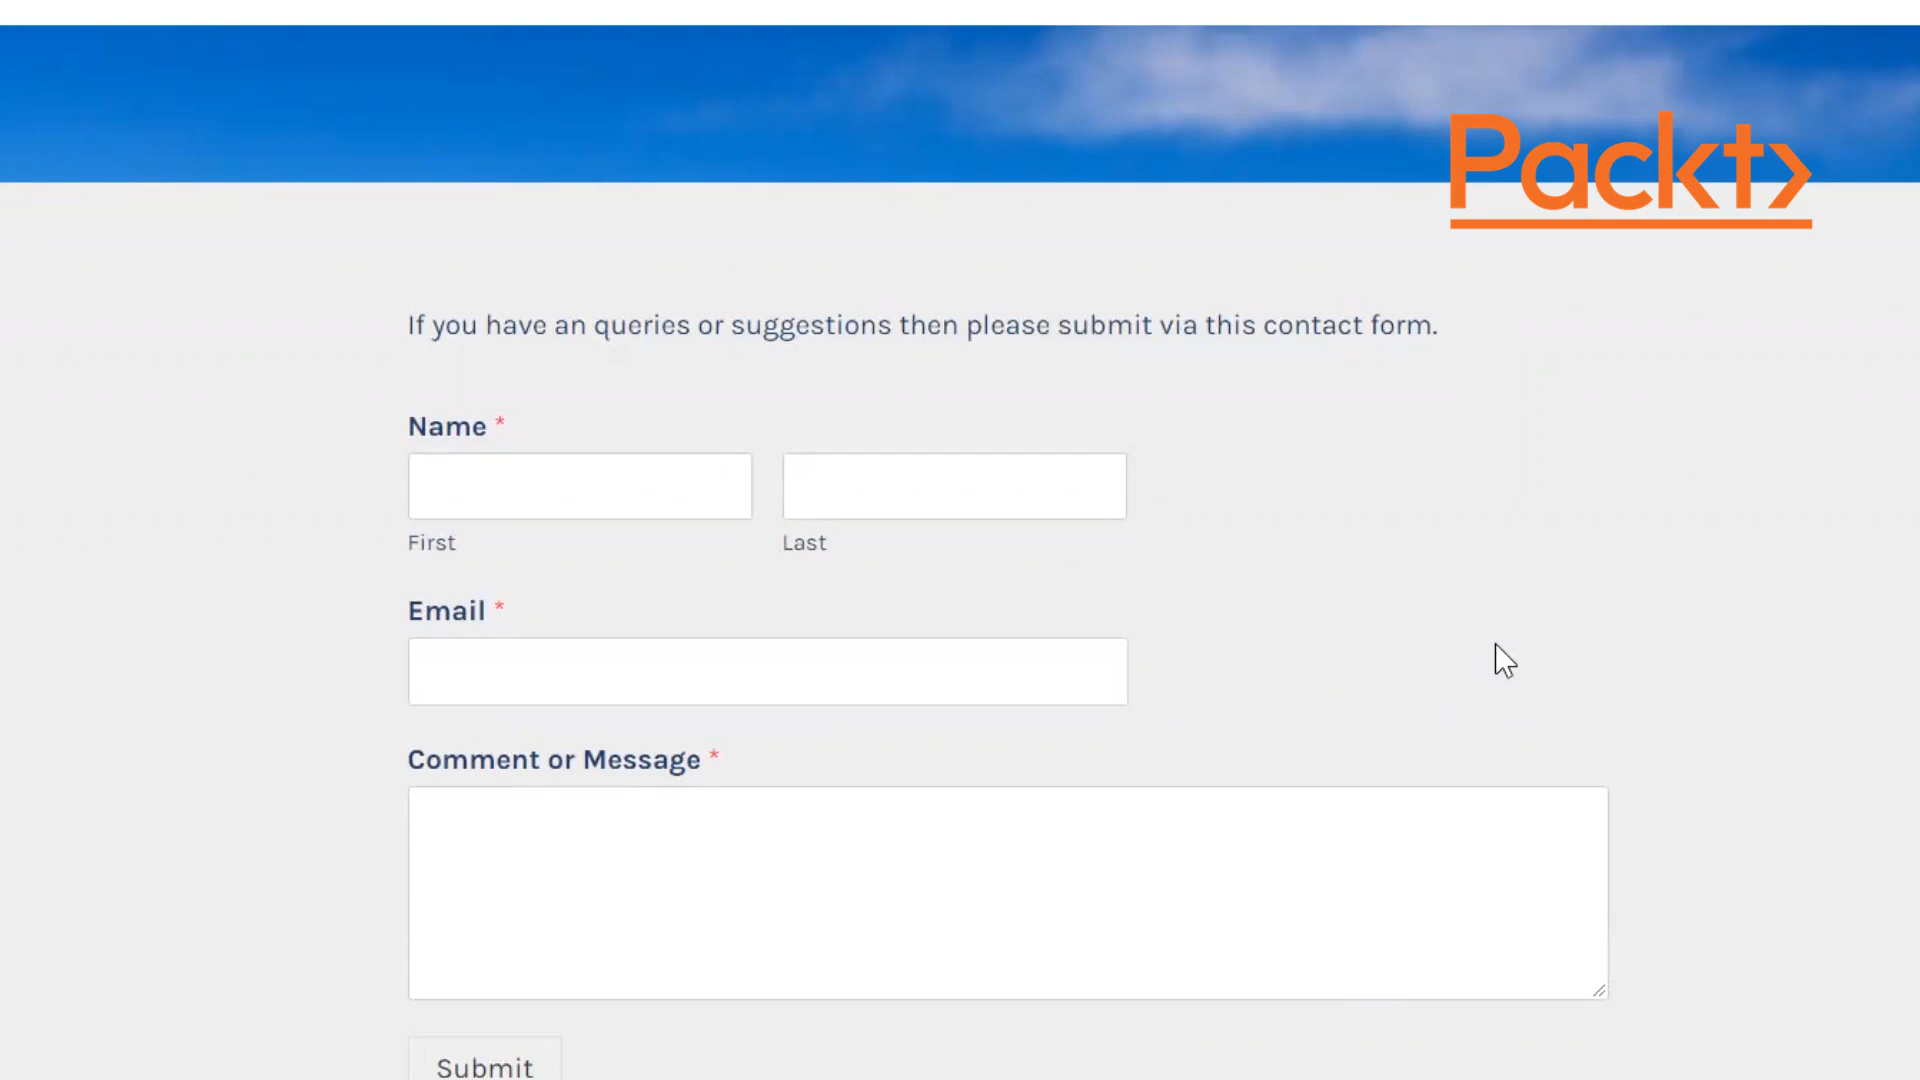 Packt
If you have an queries or suggestions then please submit via this contact form.
Name *
First Last
Email *
Comment or Message *
Submit